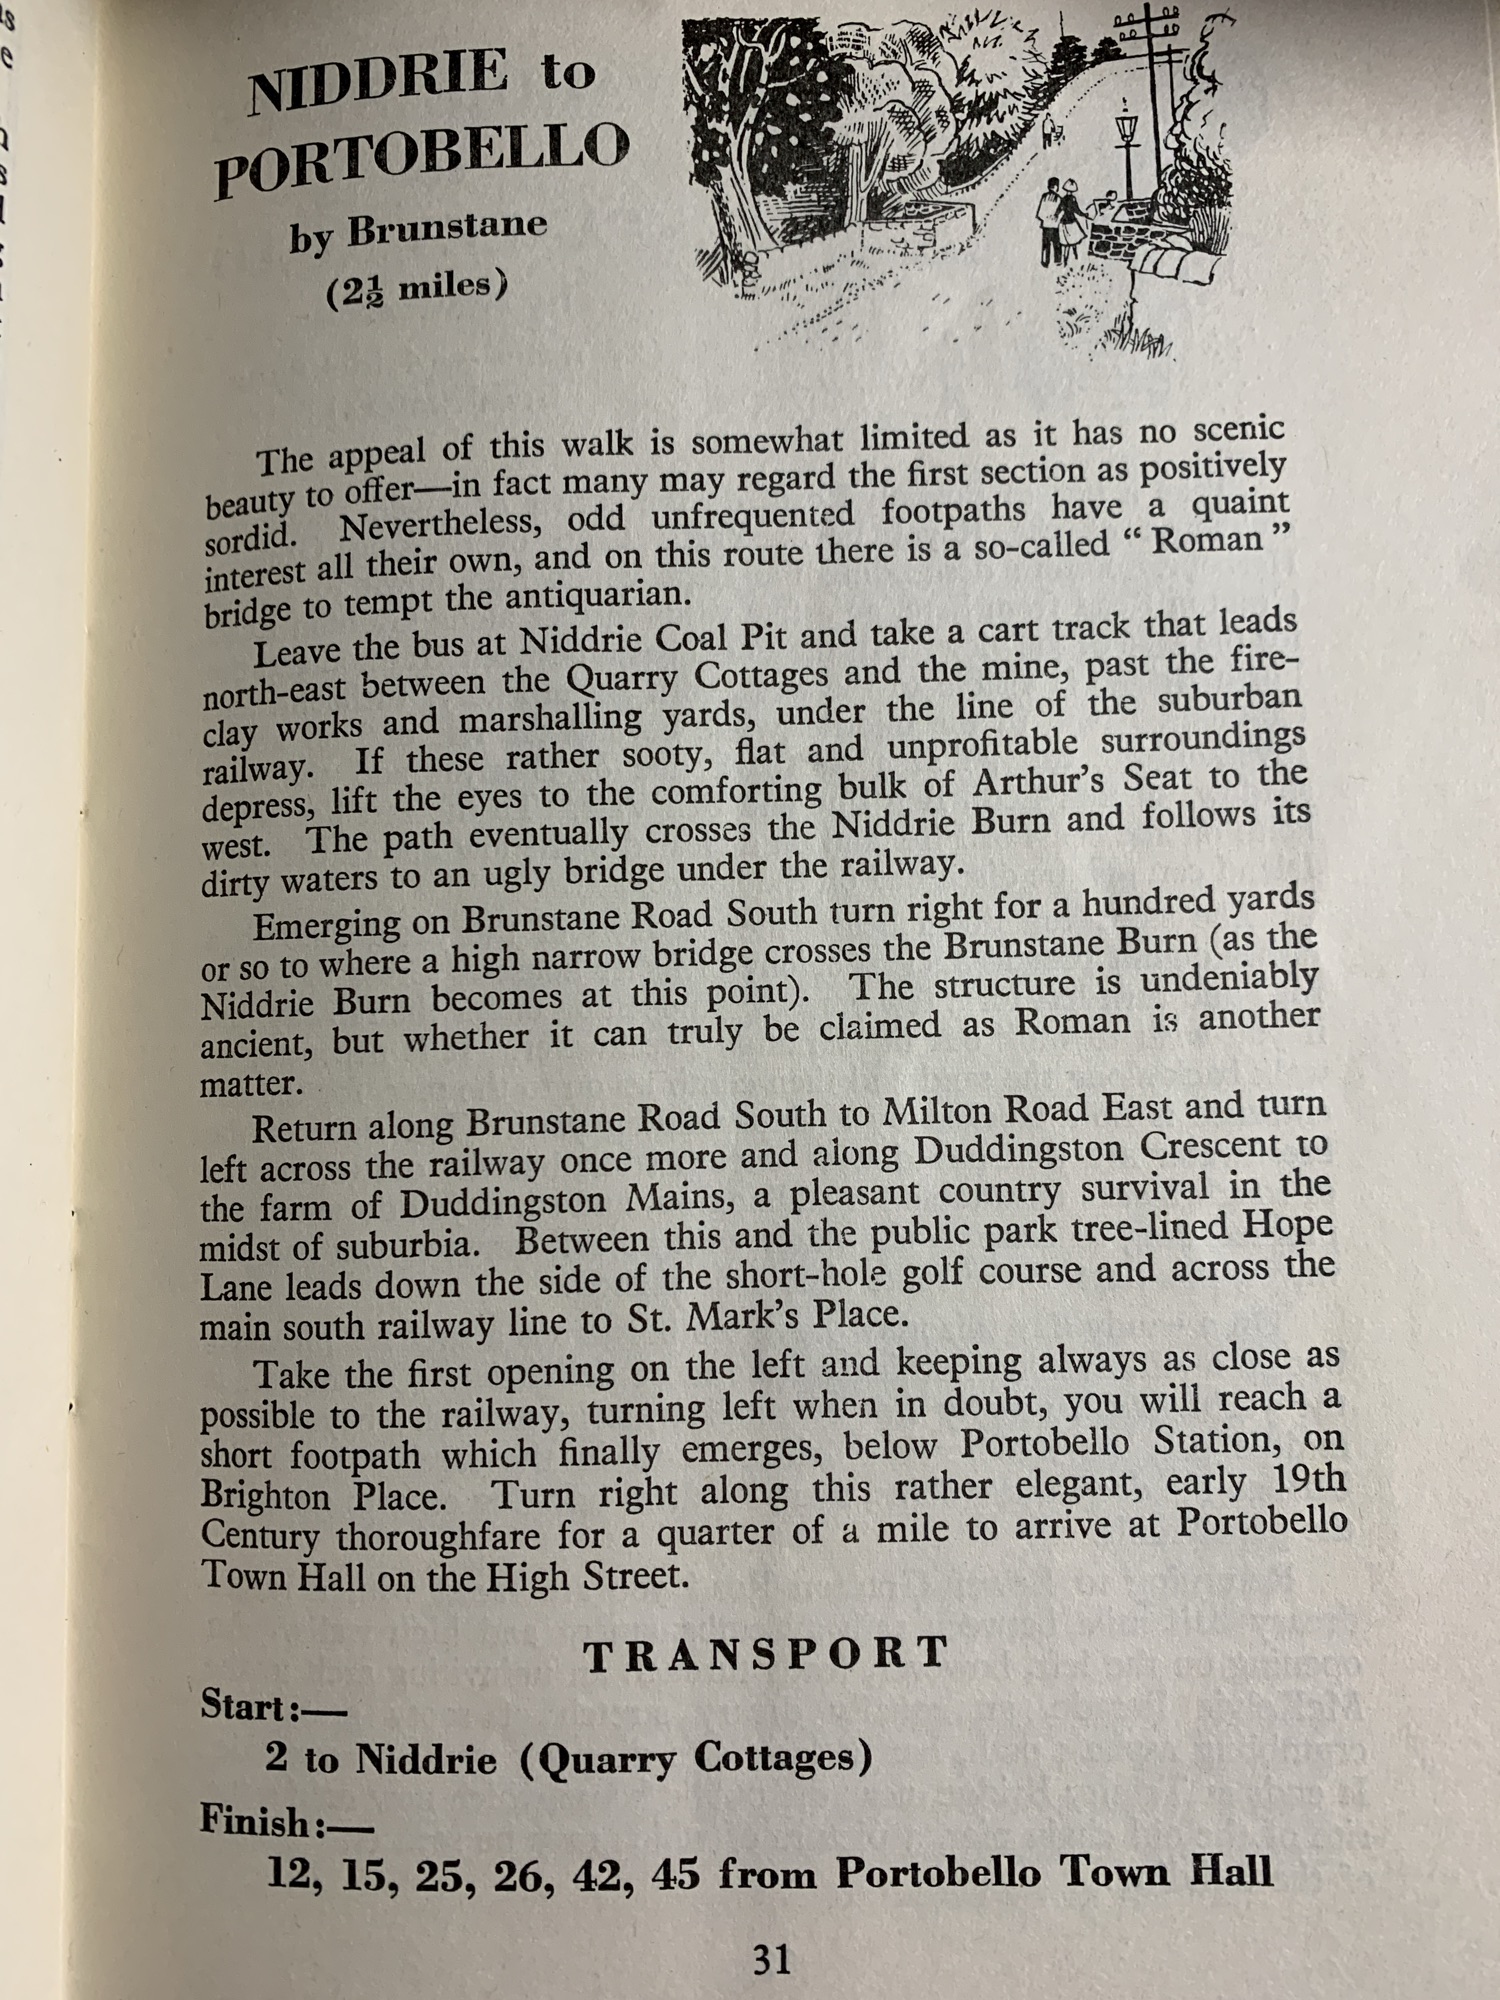 NIDDRIE to
PORTOBELLO
by Brunstane
(2½ miles)
The appeal of this walk is somewhat limited as it has no scenic
beauty to offer—in fact many may regard the first section as positively
sordid. Nevertheless, odd unfrequented footpaths have a quaint
interest all their own, and on this route there is a so-called “ Roman ”
bridge to tempt the antiquarian.
Leave the bus at Niddrie Coal Pit and take a cart track that leads
north-east between the Quarry Cottages and the mine, past the fire-
clay works and marshalling yards, under the line of the suburban
railway. If these rather sooty, flat and unprofitable surroundings
depress, lift the eyes to the comforting bulk of Arthur’s Seat to the
west. The path eventually crosses the Niddrie Burn and follows its
dirty waters to an ugly bridge under the railway.
Emerging on Brunstane Road South turn right for a hundred yards
or so to where a high narrow bridge crosses the Brunstane Burn (as the
Niddrie Burn becomes at this point). The structure is undeniably
ancient, but whether it can truly be claimed as Roman is another
matter.
Return along Brunstane Road South to Milton Road East and turn
left across the railway once more and along Duddingston Crescent to
the farm of Duddingston Mains, a pleasant country survival in the
midst of suburbia. Between this and the public park tree-lined Hope
Lane leads down the side of the short-hole golf course and across the
main south railway line to St. Mark’s Place.
Take the first opening on the left and keeping always as close as
possible to the railway, turning left when in doubt, you will reach a
short footpath which finally emerges, below Portobello Station, on
Brighton Place. Turn right along this rather elegant, early 19th
Century thoroughfare for a quarter of a mile to arrive at Portobello
Town Hall on the High Street.
TRANSPORT
Start:—
2 to Niddrie (Quarry Cottages)
Finish:—
12, 15, 25, 26, 42, 45 from Portobello Town Hall
31